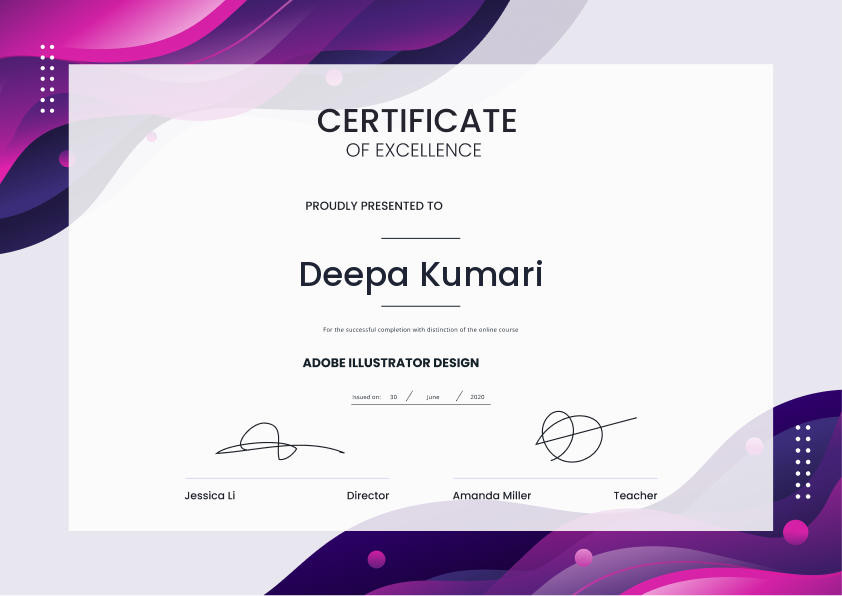 CERTIFICATE
OF EXCELLENCE
PROUDLY PRESENTED TO
Deepa Kumari
For the successful completion with distinction of the online course
ADOBE ILLUSTRATOR DESIGN
Issued on: 30 / June / 2020
Jessica Li Director Amanda Miller Teacher